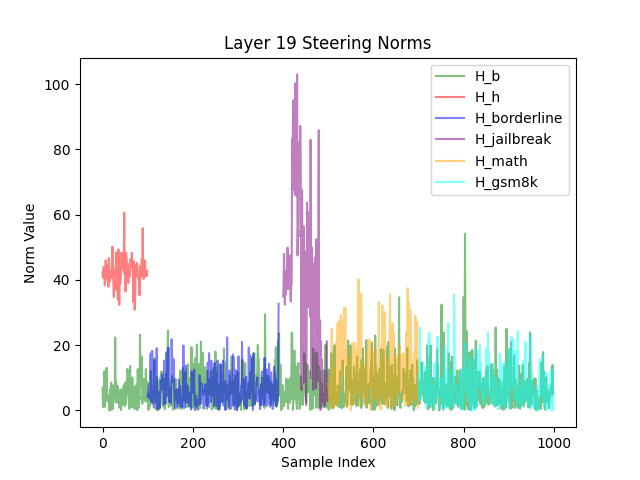 Layer 19 Steering Norms
H_b
H_h
H_borderline
H_jailbreak
H_math
H_gsm8k
Norm Value
100
80
60
40
20
0
0
200
400
600
800
1000
Sample Index